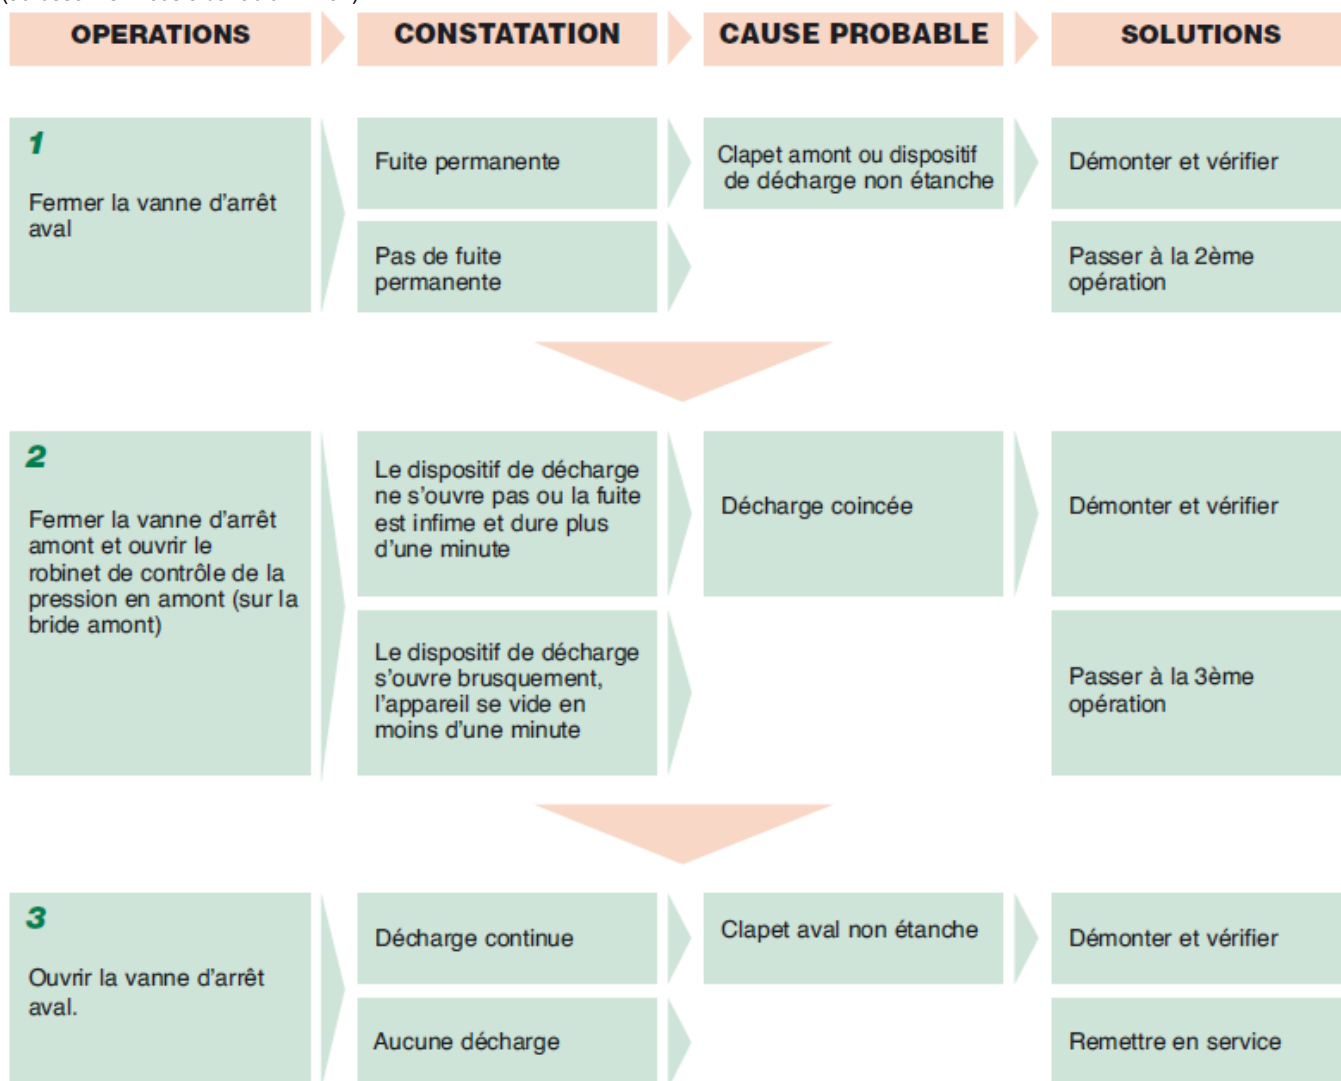 OPERATIONS
CONSTATATION
CAUSE PROBABLE
SOLUTIONS
1
Fermer la vanne d'arrêt
aval
Fuite permanente
Clapet amont ou dispositif
de décharge non étanche
Démonter et vérifier
Pas de fuite
permanente
Passer à la 2ème
opération
2
Fermer la vanne d'arrêt
amont et ouvrir le
robinet de contrôle de la
pression en amont (sur la
bride amont)
Le dispositif de décharge
ne s'ouvre pas ou la fuite
est infime et dure plus
d'une minute
Décharge coincée
Démonter et vérifier
Le dispositif de décharge
s'ouvre brusquement,
l'appareil se vide en
moins d'une minute
Passer à la 3ème
opération
3
Ouvrir la vanne d'arrêt
aval.
Décharge continue
Clapet aval non étanche
Démonter et vérifier
Aucune décharge
Remettre en service